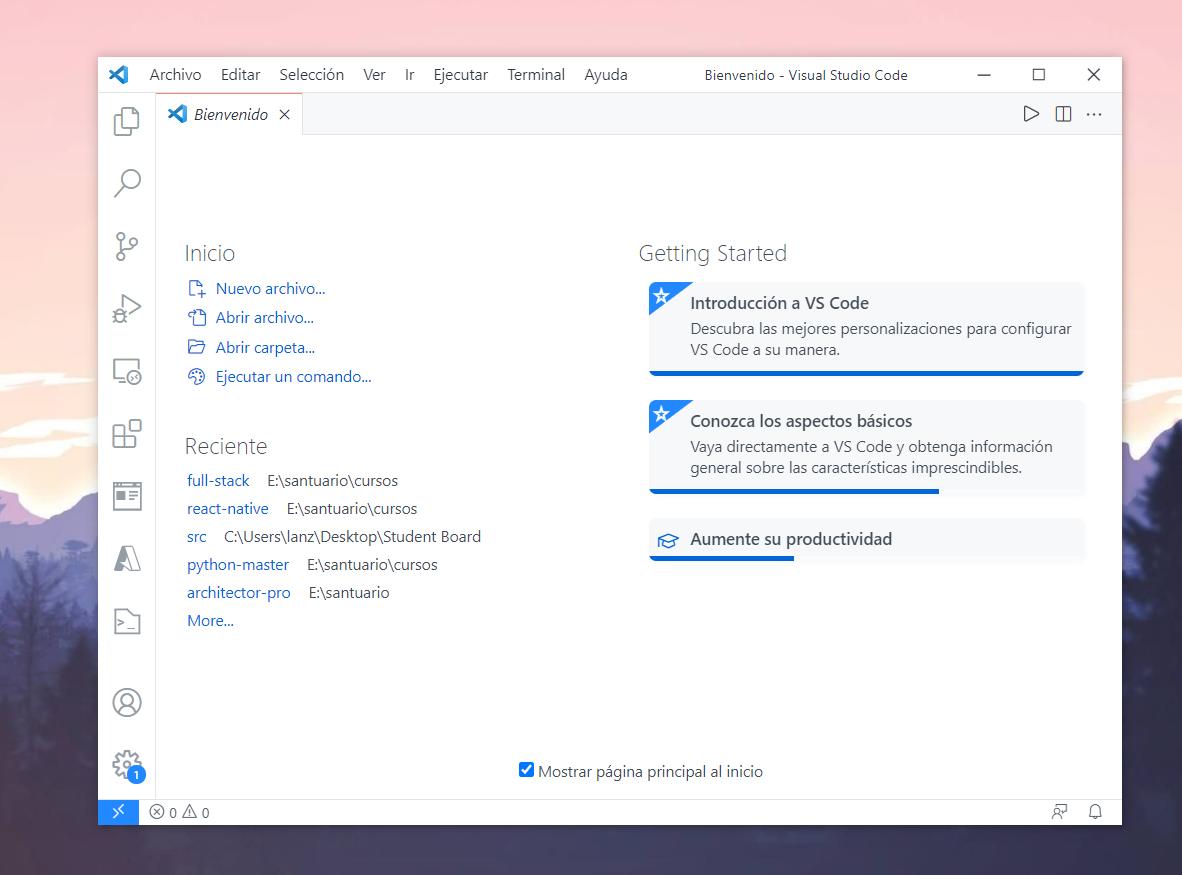 Archivo Editar Selección Ver Ir Ejecutar Terminal Ayuda Bienvenido - Visual Studio Code
Bienvenido
Inicio
Nuevo archivo...
Abrir archivo...
Abrir carpeta...
Ejecutar un comando...
Reciente
full-stack E:\santuario\cursos
react-native E:\santuario\cursos
src C:\Users\lanz\Desktop\Student Board
python-master E:\santuario\cursos
architector-pro E:\santuario
More...
Getting Started
Introducción a VS Code
Descubra las mejores personalizaciones para configurar
VS Code a su manera.
Conozca los aspectos básicos
Vaya directamente a VS Code y obtenga información
general sobre las características imprescindibles.
Aumente su productividad
Mostrar página principal al inicio
1
0 0